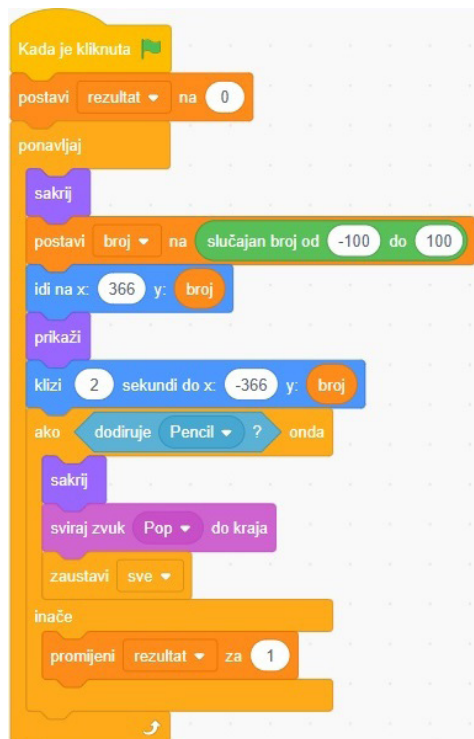 Kada je kliknuta
postavi rezultat na 0
ponavljaj
sakrij
postavi broj na slučajan broj od -100 do 100
idi na x: 366 y: broj
prikaži
klizi 2 sekundi do x: -366 y: broj
ako dodiruje Pencil ? onda
sakrij
sviraj zvuk Pop do kraja
zaustavi sve
inače
promijeni rezultat za 1